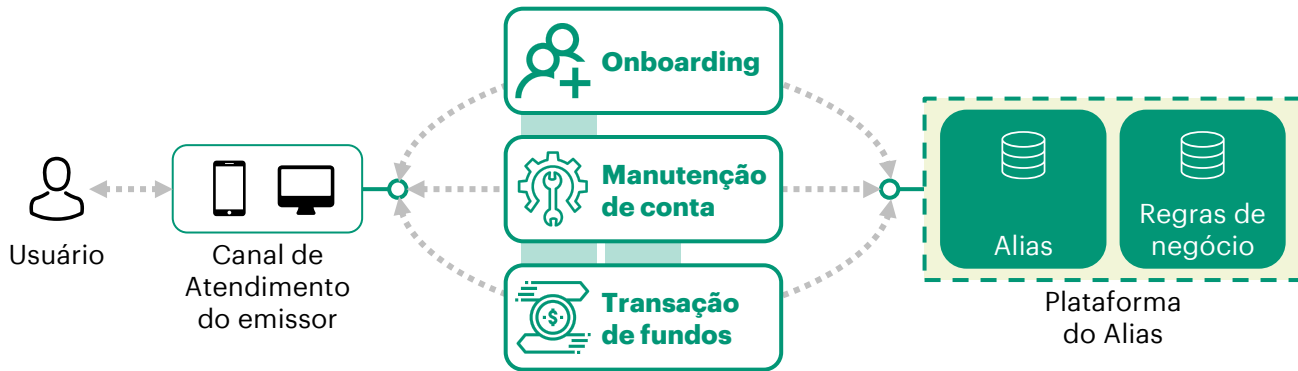 Usuário
Canal de
Atendimento
do emissor
Onboarding
Manutenção
de conta
Transação
de fundos
$
Alias
Regras de
negócio
Plataforma
do Alias